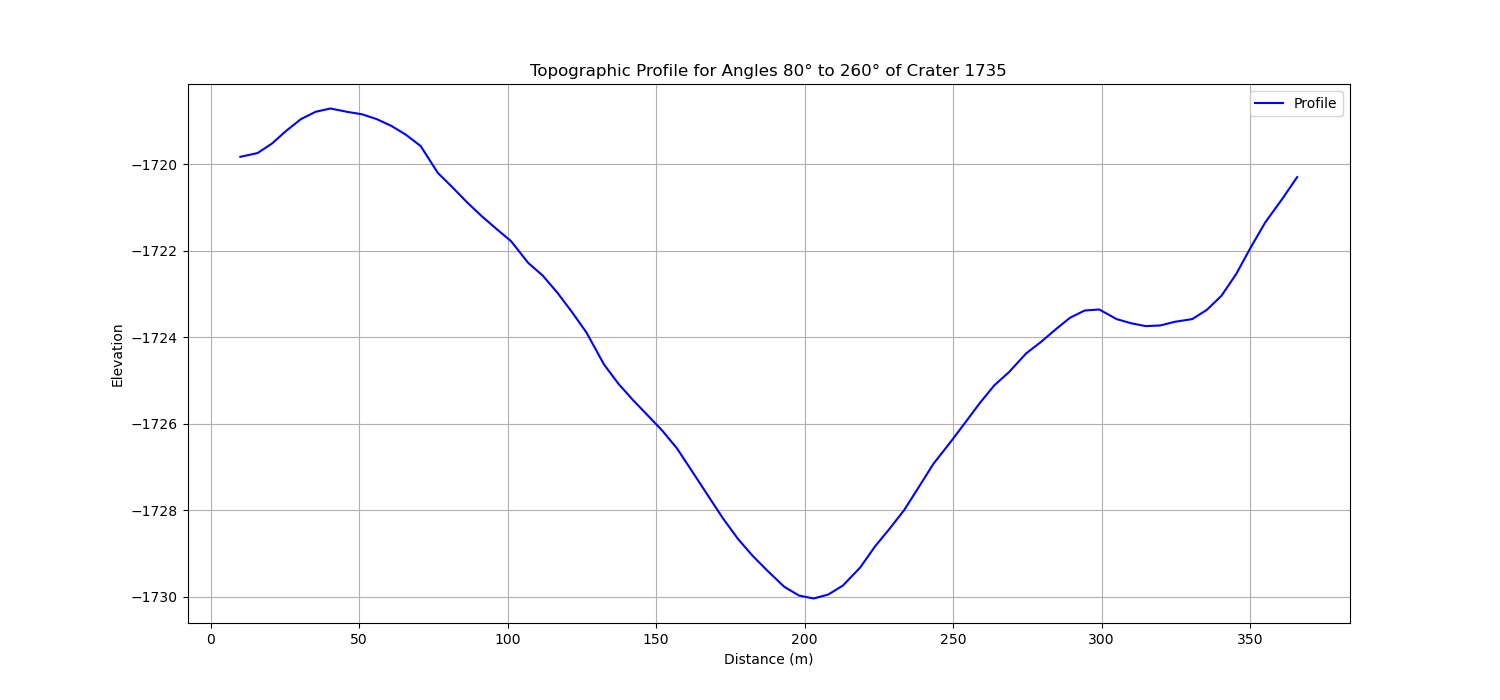 Topographic Profile for Angles 80° to 260° of Crater 1735
Profile
−1720
−1722
−1724
−1726
−1728
−1730
Elevation
0 50 100 150 200 250 300 350
Distance (m)